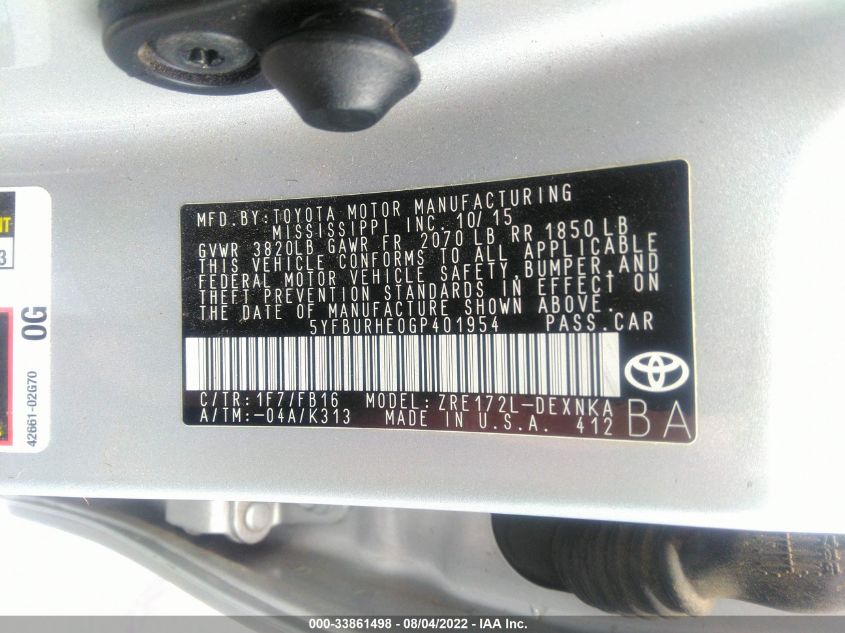 MFD.BY:TOYOTA MOTOR MANUFACTURING
MISSISSIPPI INC. 10/15
GVWR 3820LB GAWR FR 2070 LB RR 1850 LB
THIS VEHICLE CONFORMS TO ALL APPLICABLE
FEDERAL MOTOR VEHICLE SAFETY,BUMPER,AND
THEFT PREVENTION STANDARDS IN EFFECT ON
THE DATE OF MANUFACTURE SHOWN ABOVE.
5YFBURHE0GP401954 PASS.CAR
C/TR:1F7/FB16 MODEL:ZRE172L-DEXNKA
A/TM:-04A/K313 MADE IN U.S.A. 412
BA
NT
3
0G
42661-02G70
000-33861498 - 08/04/2022 - IAA Inc.